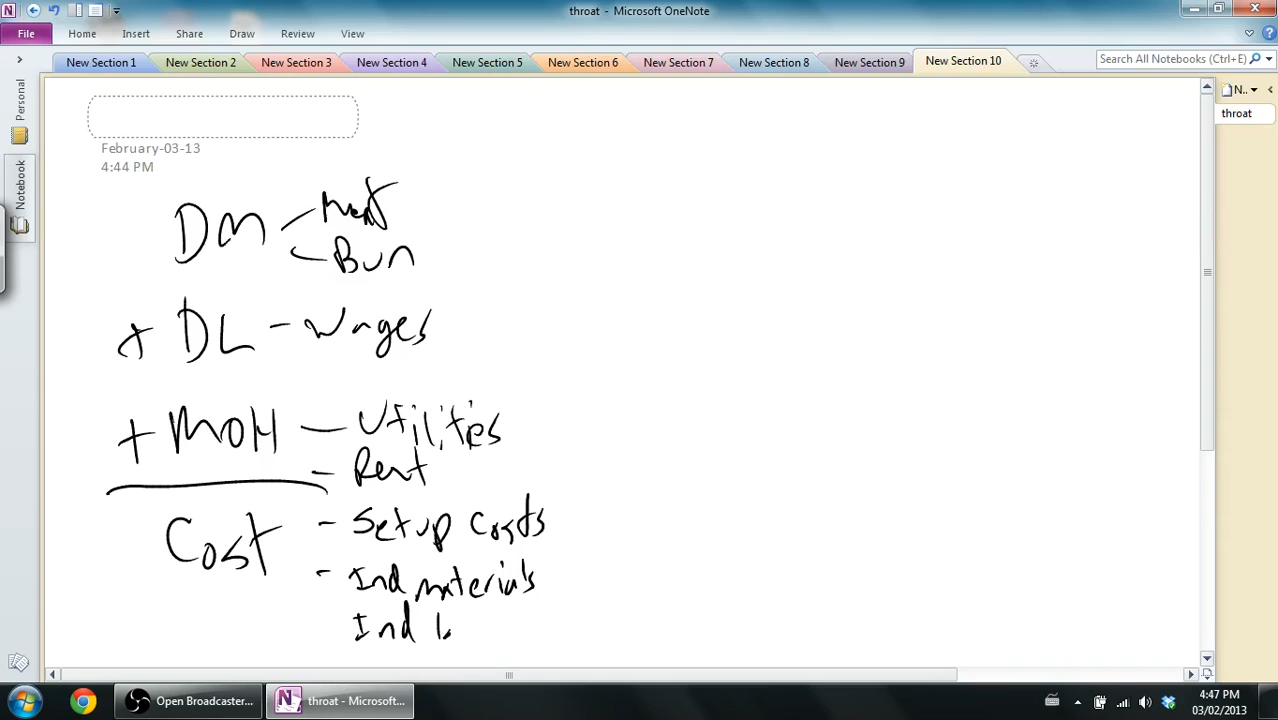 throat - Microsoft OneNote
File Home Insert Share Draw Review View
New Section 1 New Section 2 New Section 3 New Section 4 New Section 5 New Section 6 New Section 7 New Section 8 New Section 9 New Section 10 Search All Notebooks (Ctrl+E)
Personal
Notebook
N..
throat
February-03-13
4:44 PM
DM - Meat
- Bun
+ DL - Wages
+ MOH - Utilities
- Rent
Cost - Setup Costs
- Ind materials
Ind l
Open Broadcaster...
throat - Microsoft...
4:47 PM
03/02/2013